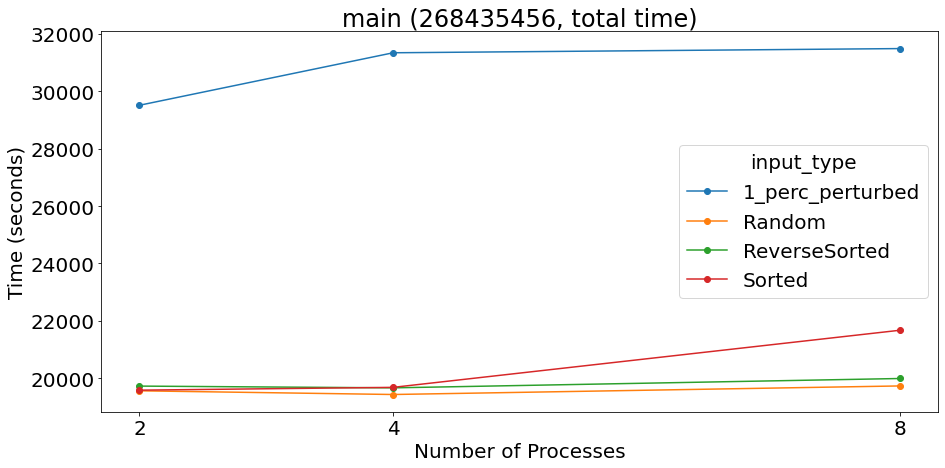 main (268435456, total time)
32000
30000
28000
26000
24000
22000
20000
Time (seconds)
input_type
1_perc_perturbed
Random
ReverseSorted
Sorted
2
4
8
Number of Processes